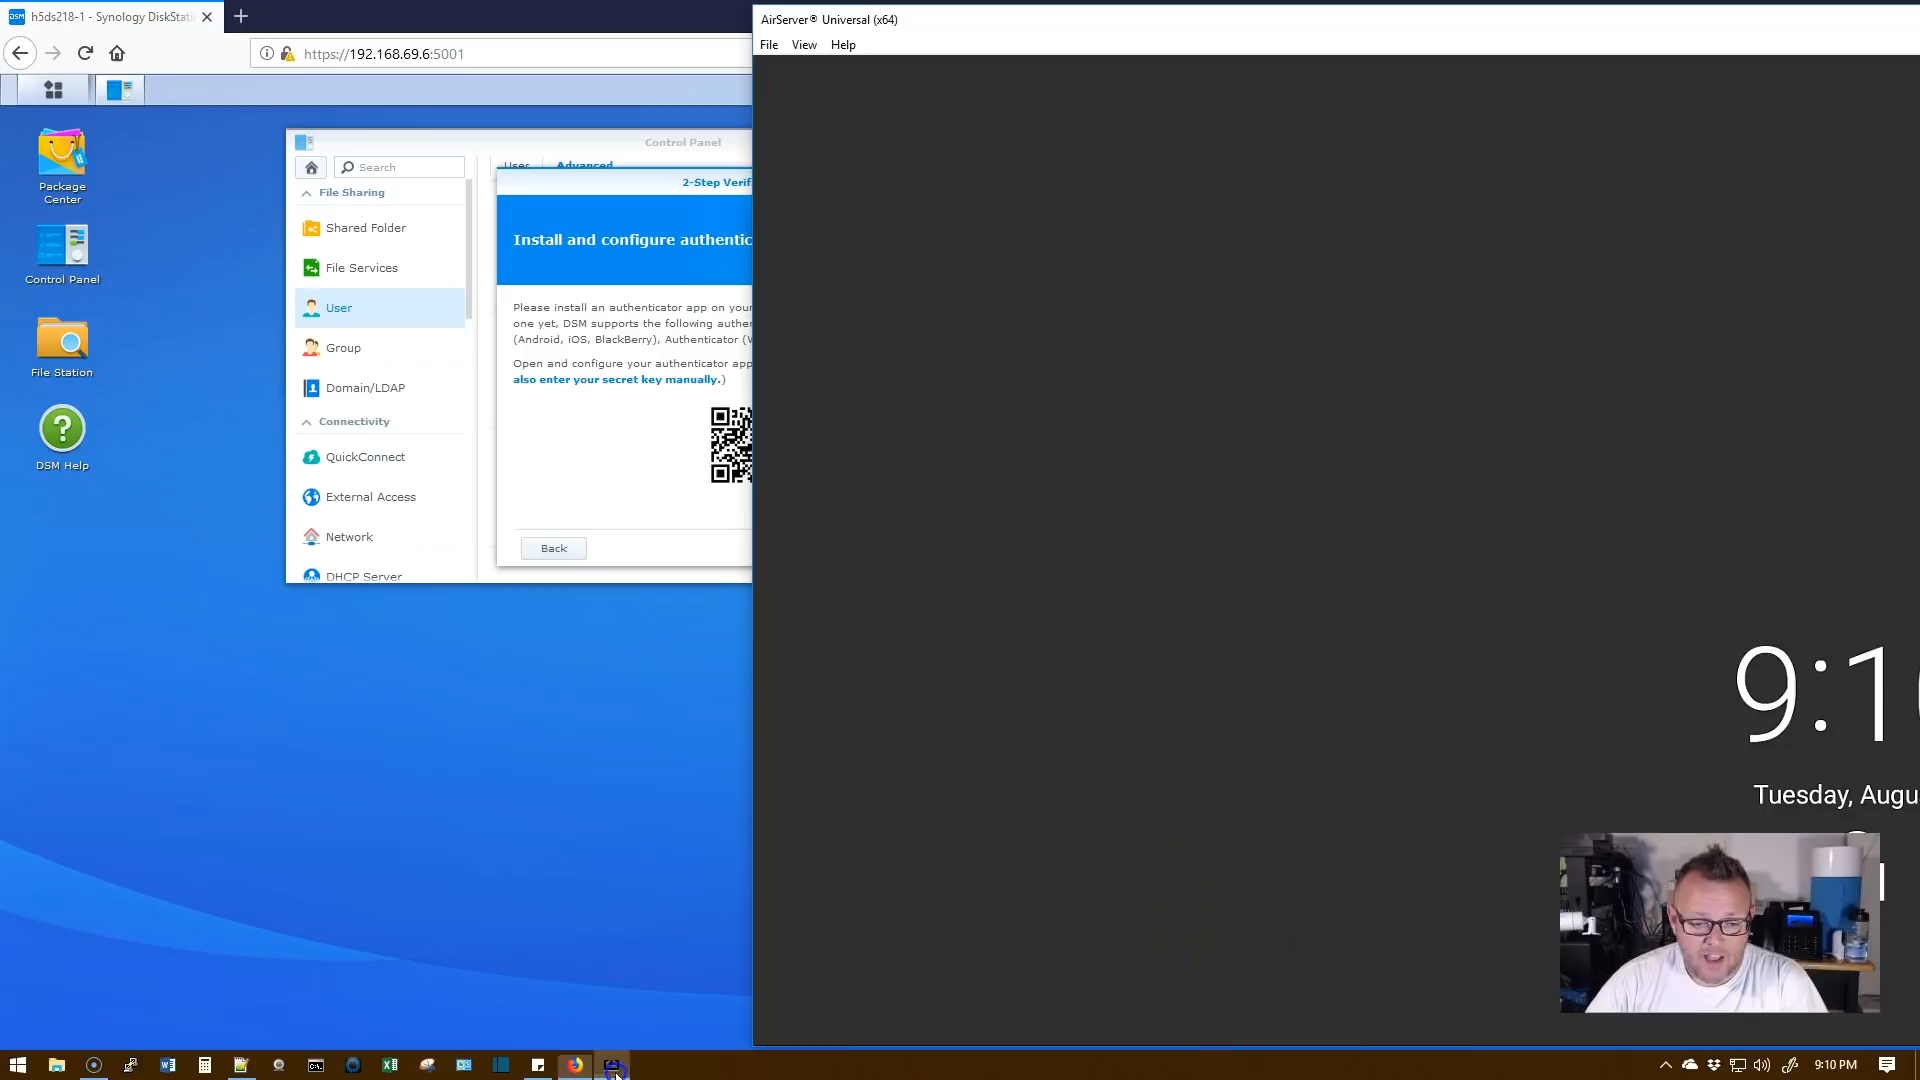 h5ds218-1 - Synology DiskStati
https://192.168.69.6:5001
AirServer® Universal (x64)
File View Help
Package
Center
Control Panel
File Station
DSM Help
Control Panel
Search
User Advanced
File Sharing
Shared Folder
File Services
User
Group
Domain/LDAP
Connectivity
QuickConnect
External Access
Network
DHCP Server
2-Step Verif
Install and configure authentic
Please install an authenticator app on your
one yet, DSM supports the following authe
(Android, iOS, BlackBerry), Authenticator (W
Open and configure your authenticator app
also enter your secret key manually.)
Back
9:1
Tuesday, Augu
9:10 PM